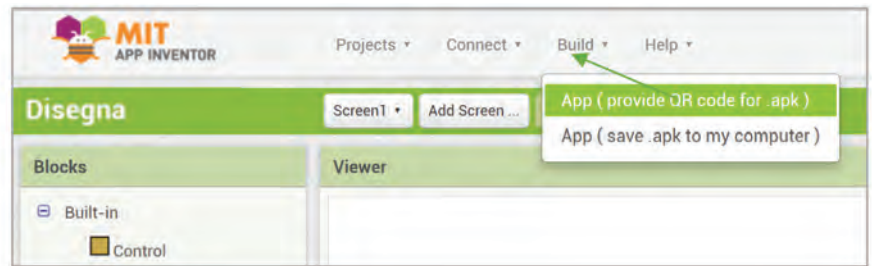 MIT
APP INVENTOR
Projects Connect Build Help
Disegna
Screen1 Add Screen ...
App ( provide QR code for .apk )
App ( save .apk to my computer )
Blocks
Viewer
Built-in
Control